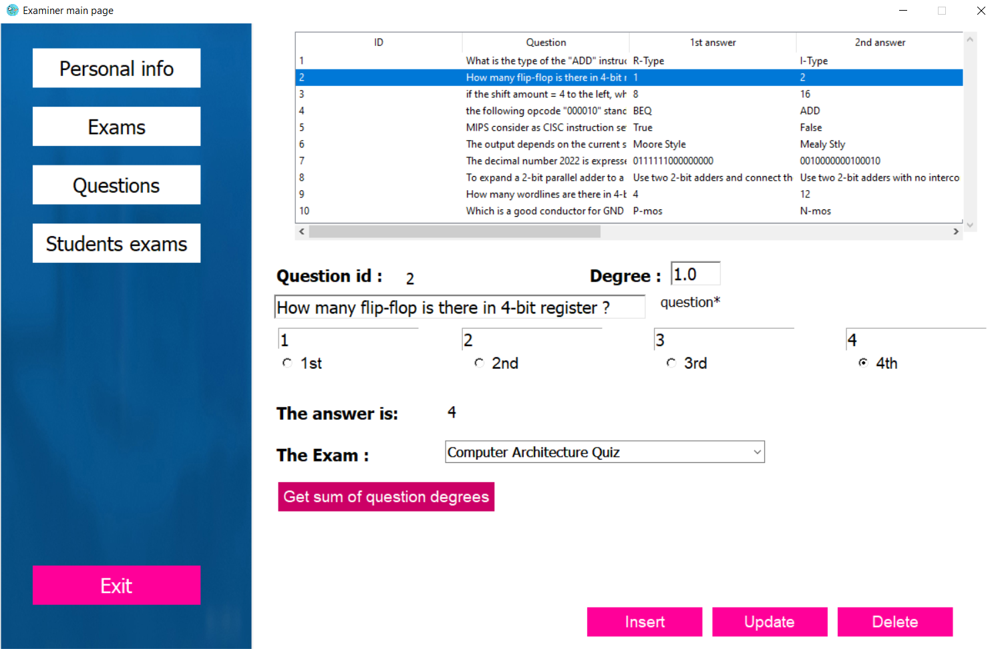 Examiner main page
Personal info
Exams
Questions
Students exams
Exit
ID Question 1st answer 2nd answer
1 What is the type of the "ADD" instruc R-Type I-Type
2 How many flip-flop is there in 4-bit r 1 2
3 if the shift amount = 4 to the left, wh 8 16
4 the following opcode "000010" stanc BEQ ADD
5 MIPS consider as CISC instruction se True False
6 The output depends on the current s Moore Style Mealy Stly
7 The decimal number 2022 is expresse 0111111000000000 0010000000100010
8 To expand a 2-bit parallel adder to a Use two 2-bit adders and connect th Use two 2-bit adders with no interco
9 How many wordlines are there in 4-b 4 12
10 Which is a good conductor for GND P-mos N-mos
Question id : 2 Degree : 1.0
How many flip-flop is there in 4-bit register ? question*
1 2 3 4
1st 2nd 3rd 4th
The answer is: 4
The Exam : Computer Architecture Quiz
Get sum of question degrees
Insert Update Delete